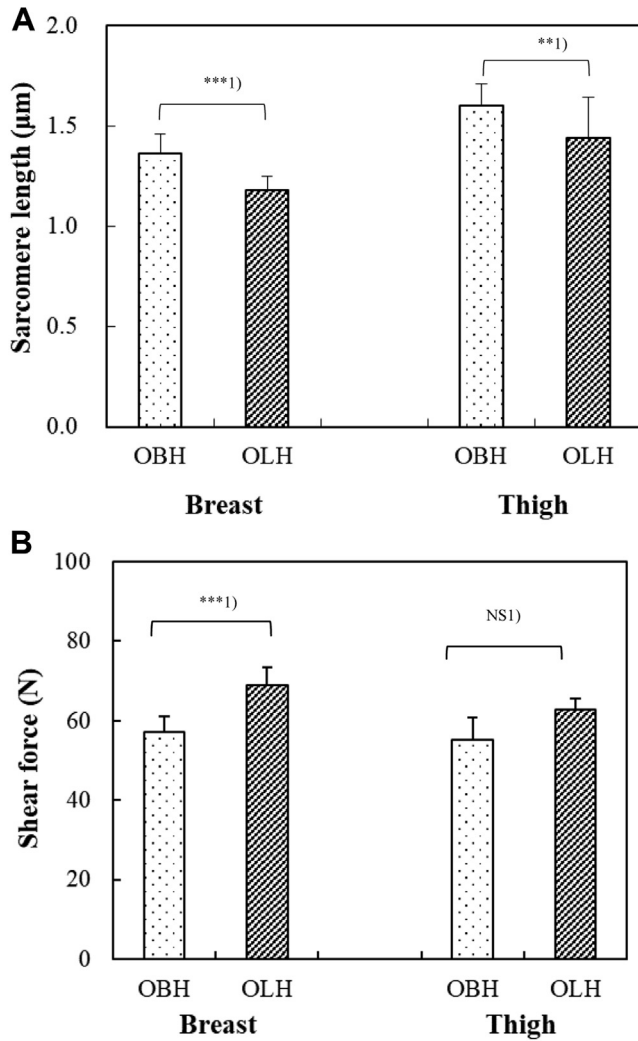 A
2.0
1.5
1.0
0.5
0.0
Sarcomere length (µm)
***1)
**1)
OBH OLH OBH OLH
Breast Thigh
B
100
80
60
40
20
0
Shear force (N)
***1)
NS1)
OBH OLH OBH OLH
Breast Thigh